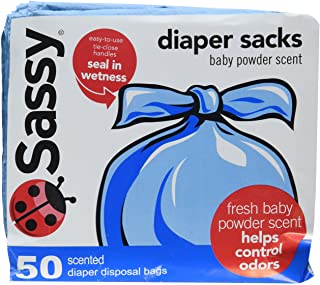 Sassy®
easy-to-use
tie-close
handles
seal in
wetness
diaper sacks
baby powder scent
fresh baby
powder scent
helps
control
odors
50 scented
diaper disposal bags